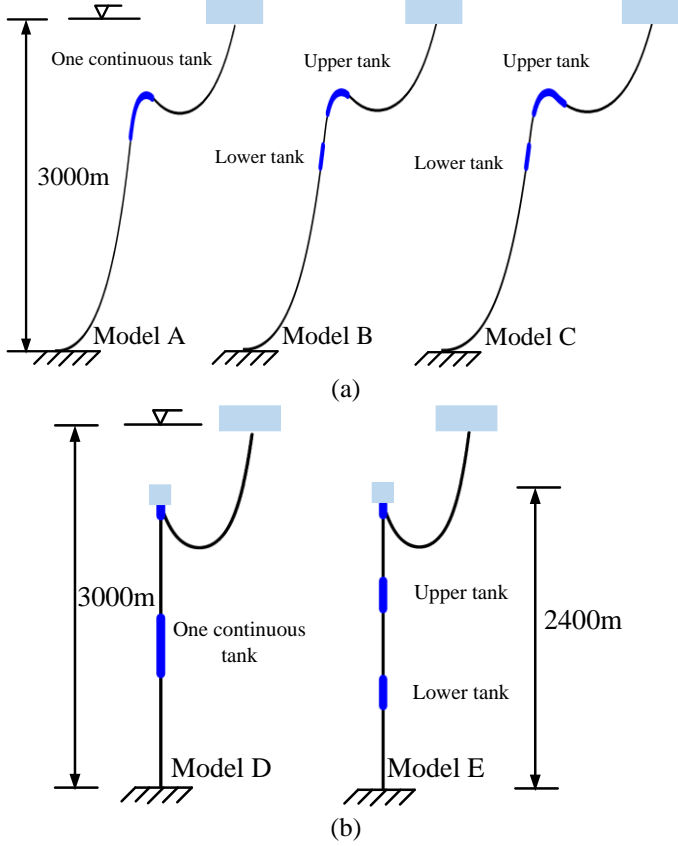 One continuous tank
Upper tank
Upper tank
Lower tank
Lower tank
3000m
Model A
Model B
Model C
(a)
3000m
One continuous
tank
Upper tank
2400m
Lower tank
Model D
Model E
(b)